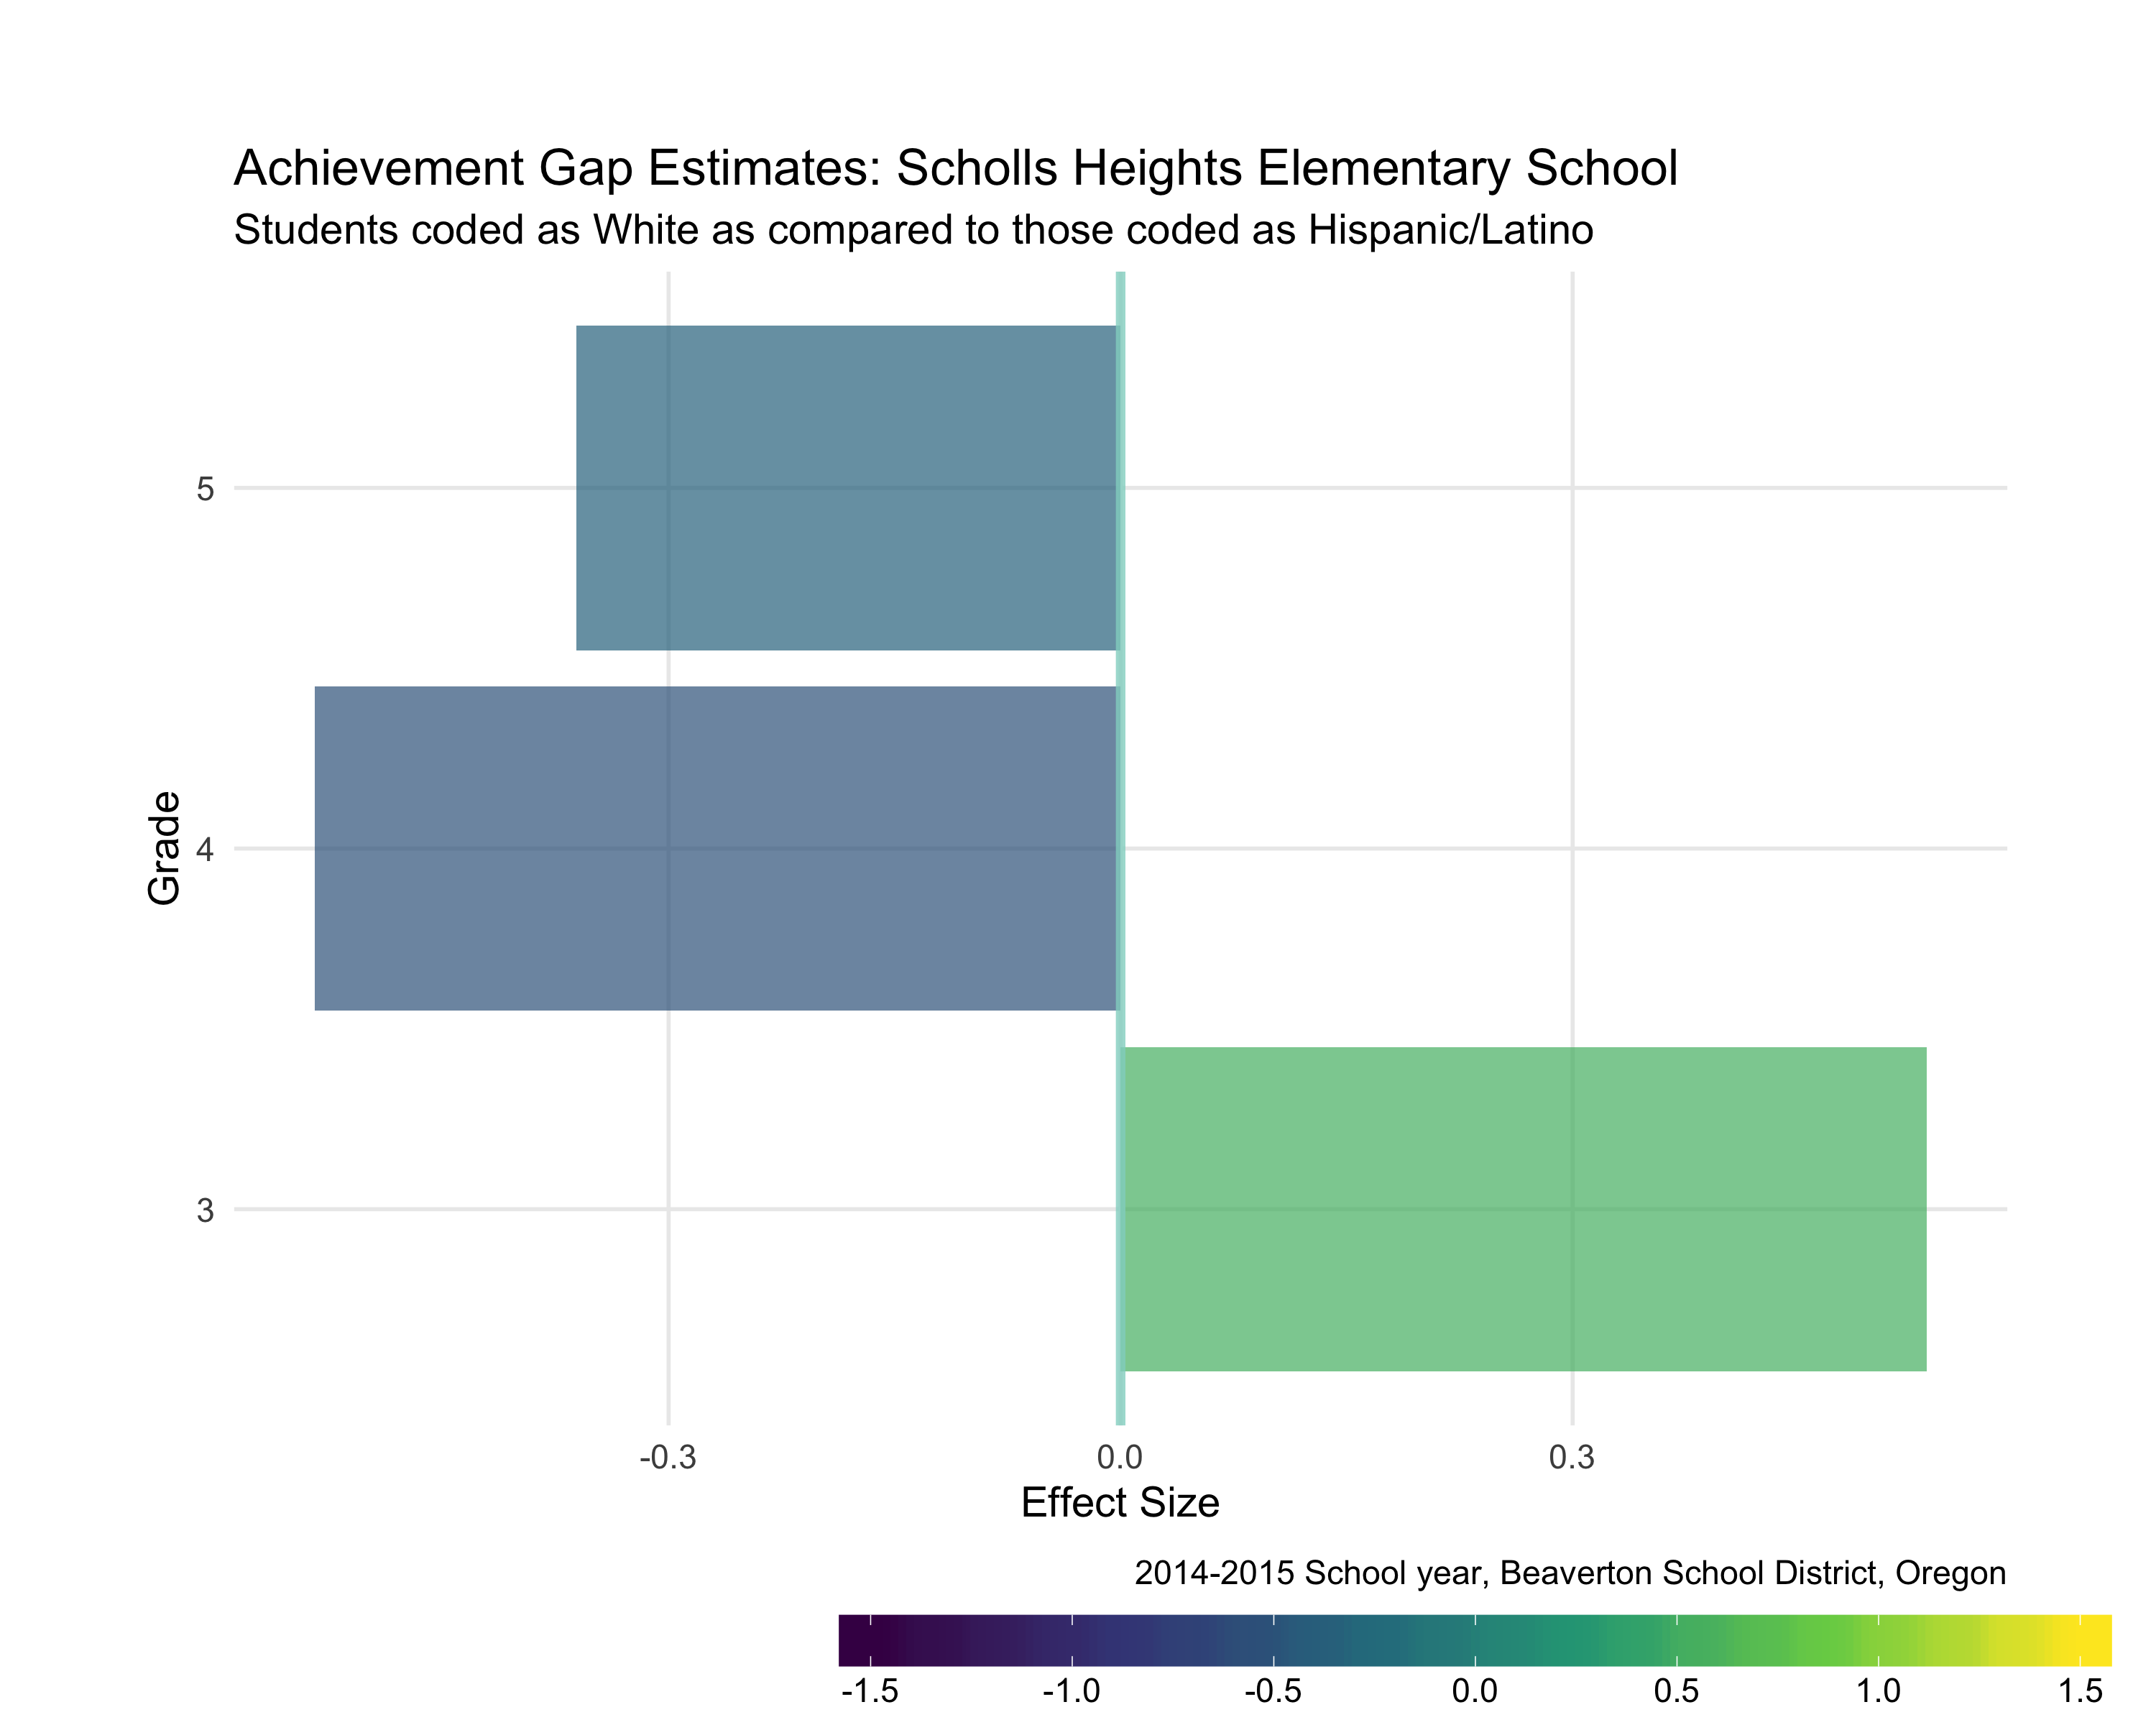 Achievement Gap Estimates: Scholls Heights Elementary School
Students coded as White as compared to those coded as Hispanic/Latino
5
4
3
Grade
-0.3 0.0 0.3
Effect Size
2014-2015 School year, Beaverton School District, Oregon
-1.5 -1.0 -0.5 0.0 0.5 1.0 1.5